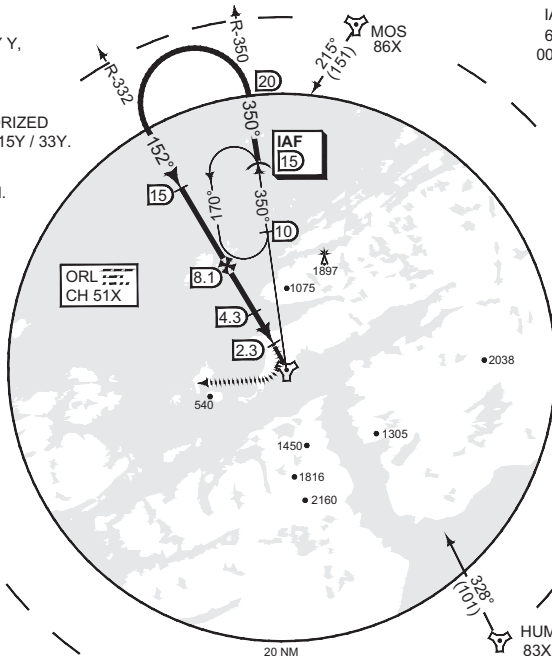 Y Y,
R-332
R-350
20
MOS
86X
215°
(151)
IA
6
00
ORIZED
15Y / 33Y.
152°
350°
IAF
15
15
170°
350°
10
ORL
CH 51X
8.1
1897
1075
4.3
2.3
2038
540
1305
1450
1816
2160
328°
(101)
HUM
83X
20 NM